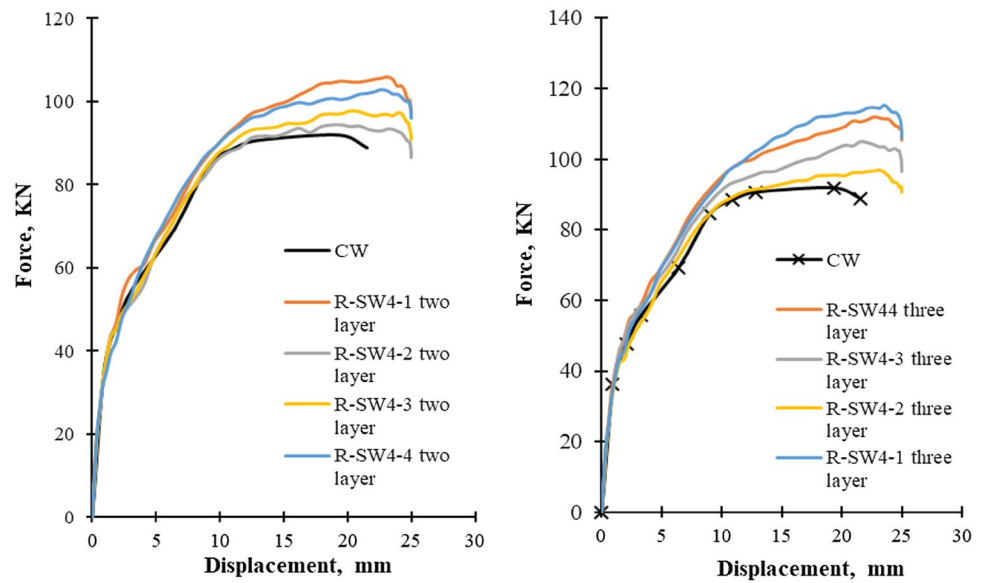 120
100
80
60
40
20
0
Force, KN
CW
R-SW4-1 two
layer
R-SW4-2 two
layer
R-SW4-3 two
layer
R-SW4-4 two
layer
0 5 10 15 20 25 30
Displacement, mm
140
120
100
80
60
40
20
0
Force, KN
CW
R-SW44 three
layer
R-SW4-3 three
layer
R-SW4-2 three
layer
R-SW4-1 three
layer
0 5 10 15 20 25 30
Displacement, mm